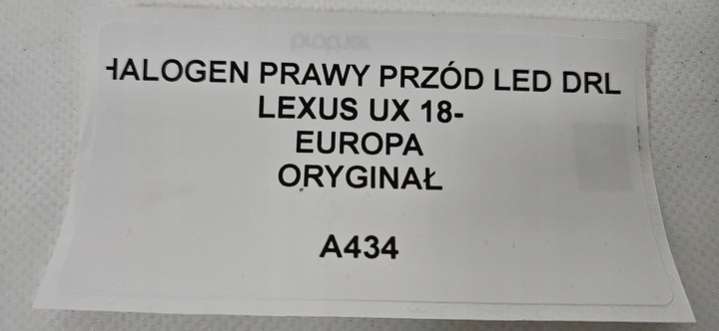 HALOGEN PRAWY PRZÓD LED DRL
LEXUS UX 18-
EUROPA
ORYGINAŁ
A434